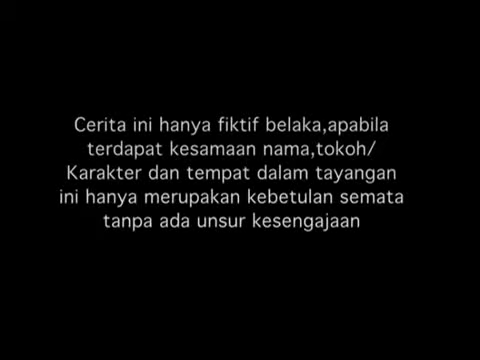 Cerita ini hanya fiktif belaka,apabila
terdapat kesamaan nama,tokoh/
Karakter dan tempat dalam tayangan
ini hanya merupakan kebetulan semata
tanpa ada unsur kesengajaan